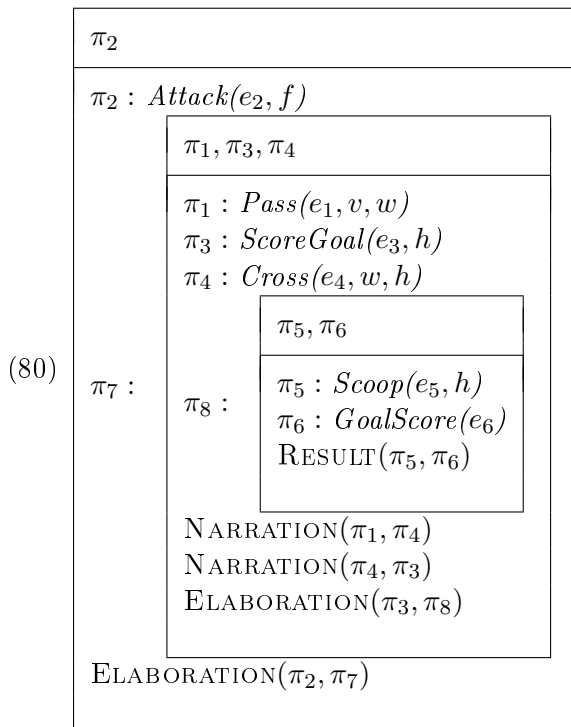 π₂
π₂ : Attack(e₂, f)
π₁, π₃, π₄
π₁ : Pass(e₁, v, w)
π₃ : ScoreGoal(e₃, h)
π₄ : Cross(e₄, w, h)
π₅, π₆
(80) π₇ : π₈ : π₅ : Scoop(e₅, h)
π₆ : GoalScore(e₆)
RESULT(π₅, π₆)
NARRATION(π₁, π₄)
NARRATION(π₄, π₃)
ELABORATION(π₃, π₈)
ELABORATION(π₂, π₇)